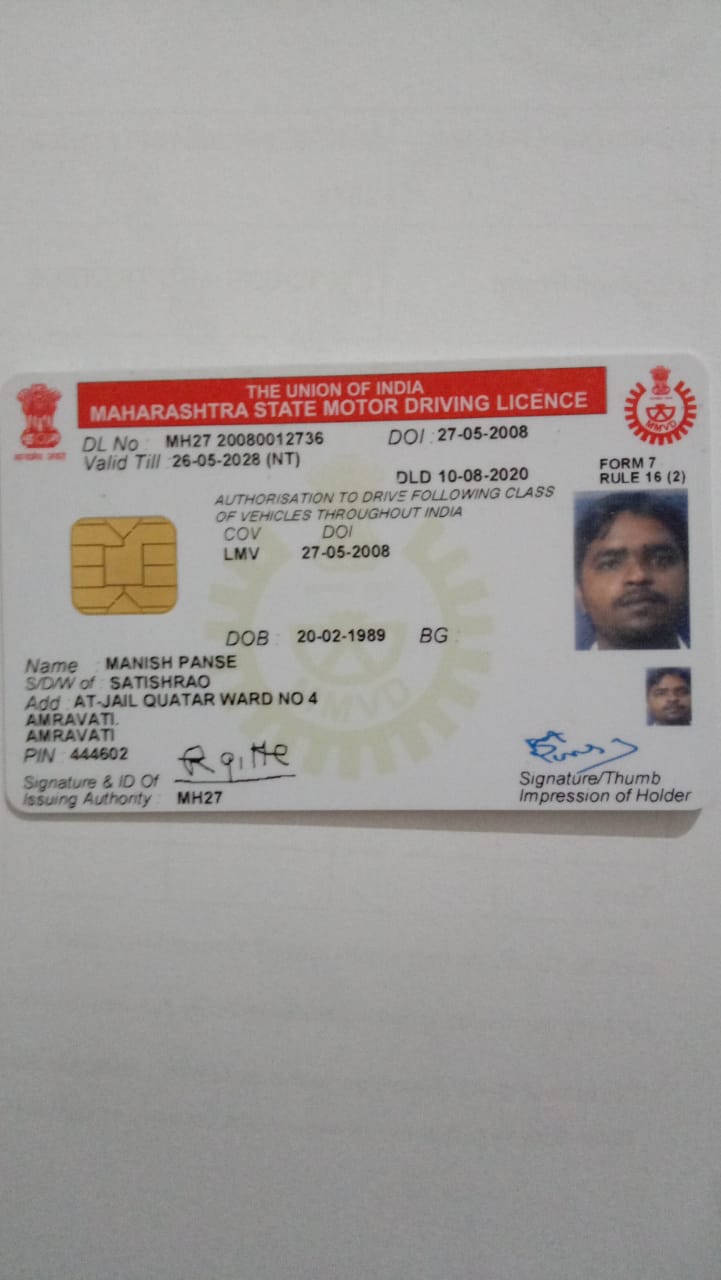 THE UNION OF INDIA
MAHARASHTRA STATE MOTOR DRIVING LICENCE
DL No : MH27 20080012736 DOI : 27-05-2008
Valid Till : 26-05-2028 (NT)
DLD 10-08-2020
FORM 7
RULE 16 (2)
AUTHORISATION TO DRIVE FOLLOWING CLASS
OF VEHICLES THROUGHOUT INDIA
COV DOI
LMV 27-05-2008
DOB : 20-02-1989 BG :
Name : MANISH PANSE
S/D/W of : SATISHRAO
Add : AT-JAIL QUATAR WARD NO 4
AMRAVATI.
AMRAVATI
PIN : 444602
Signature & ID Of
Issuing Authority : MH27
Signature/Thumb
Impression of Holder
MMVD
MMVD